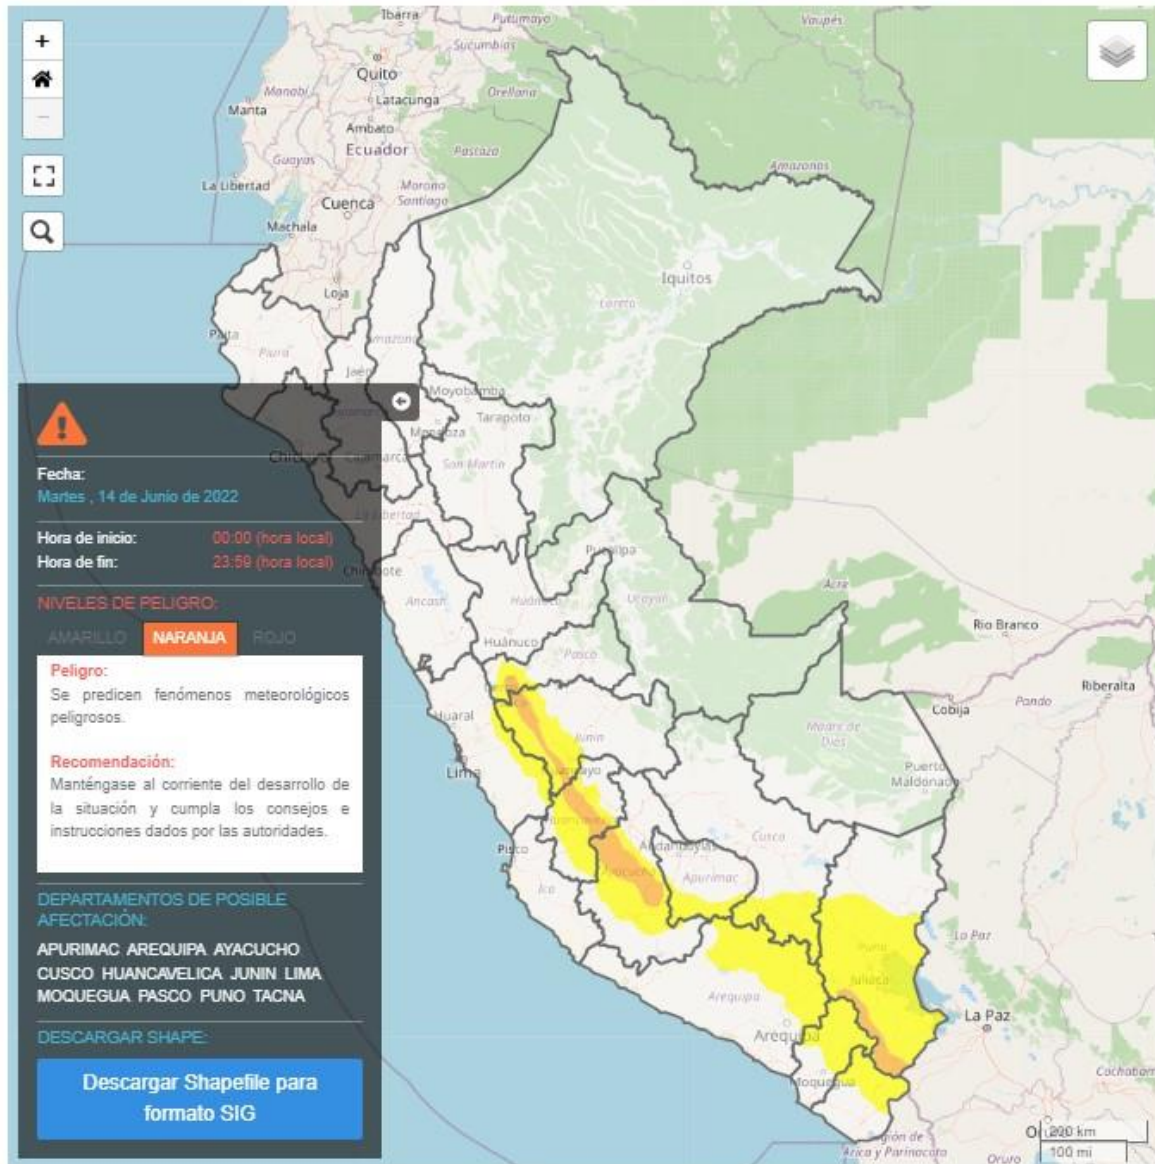 Ibarra
Putumayo
Vaupés
+
Quito
Sucumbíos
Manabí
Orellana
Latacunga
Manta
Ambato
Ecuador
Pastaza
Guayas
Amazonas
La Libertad
Morona
Santiago
Cuenca
Machala
Iquitos
Loja
Loreto
Paita
Piura
Jaén
Moyobamba
Tarapoto
San Martín
Cajamarca
La Libertad
Fecha:
Martes , 14 de Junio de 2022
Hora de inicio: 00:00 (hora local)
Hora de fin: 23:59 (hora local)
NIVELES DE PELIGRO:
AMARILLO NARANJA ROJO
Peligro:
Se predicen fenómenos meteorológicos
peligrosos.
Recomendación:
Manténgase al corriente del desarrollo de
la situación y cumpla los consejos e
instrucciones dados por las autoridades.
DEPARTAMENTOS DE POSIBLE
AFECTACIÓN:
APURIMAC AREQUIPA AYACUCHO
CUSCO HUANCAVELICA JUNIN LIMA
MOQUEGUA PASCO PUNO TACNA
DESCARGAR SHAPE:
Descargar Shapefile para
formato SIG
Pucallpa
Ancash
Huánuco
Ucayali
Acre
Rio Branco
Huánuco
Pasco
Riberalta
Cobija
Pando
Huaral
Junín
Madre de
Dios
Lima
Puerto
Maldonado
Cusco
Pisco
Andahuaylas
Ayacucho
Apurímac
Ica
La Paz
Puno
Juliaca
Arequipa
La Paz
Arequipa
Moquegua
200 km
100 mi
Región de
Arica y Parinacota
Oruro